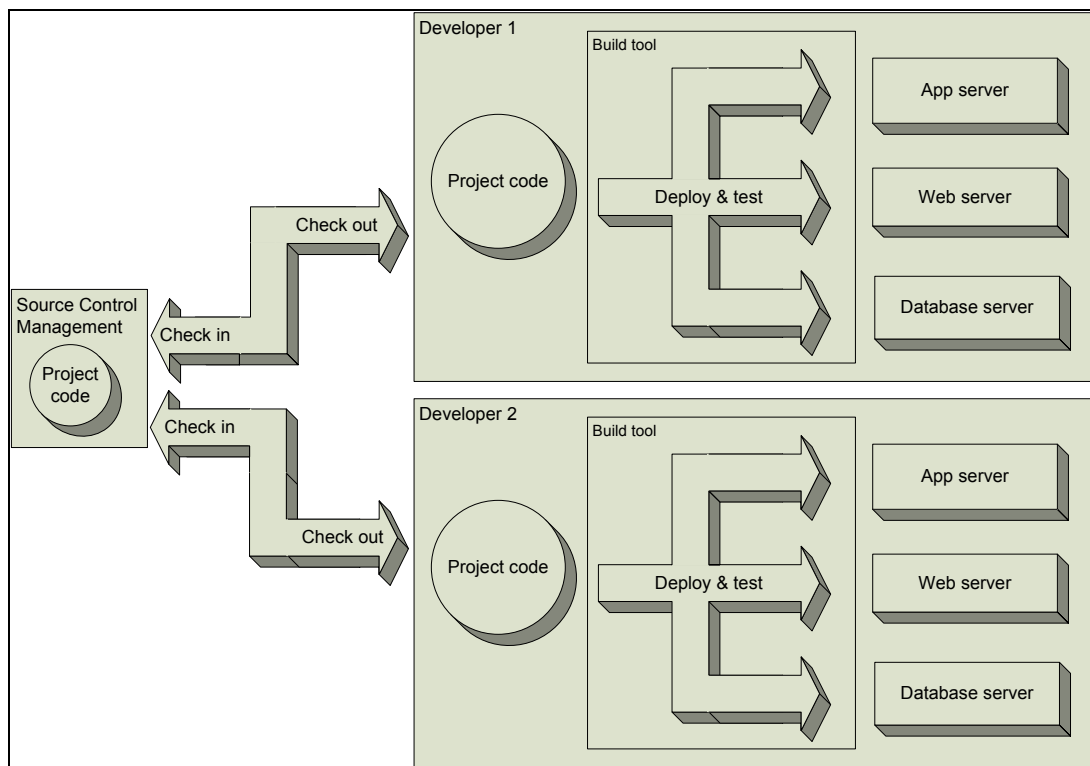 Developer 1
Build tool
App server
Project code
Deploy & test
Web server
Check out
Database server
Source Control
Management
Check in
Project
code
Developer 2
Check in
Build tool
App server
Check out
Project code
Deploy & test
Web server
Database server